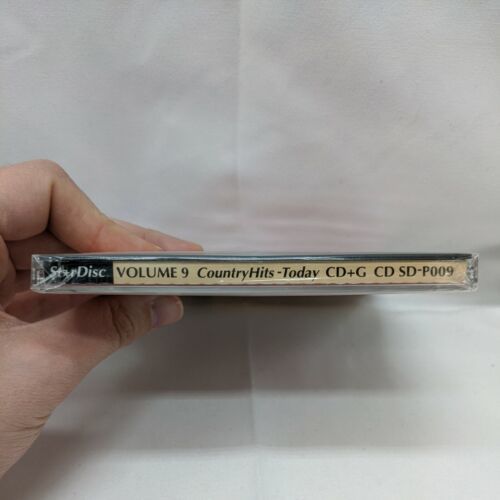 StarDisc VOLUME 9 CountryHits-Today CD+G CD SD-P009